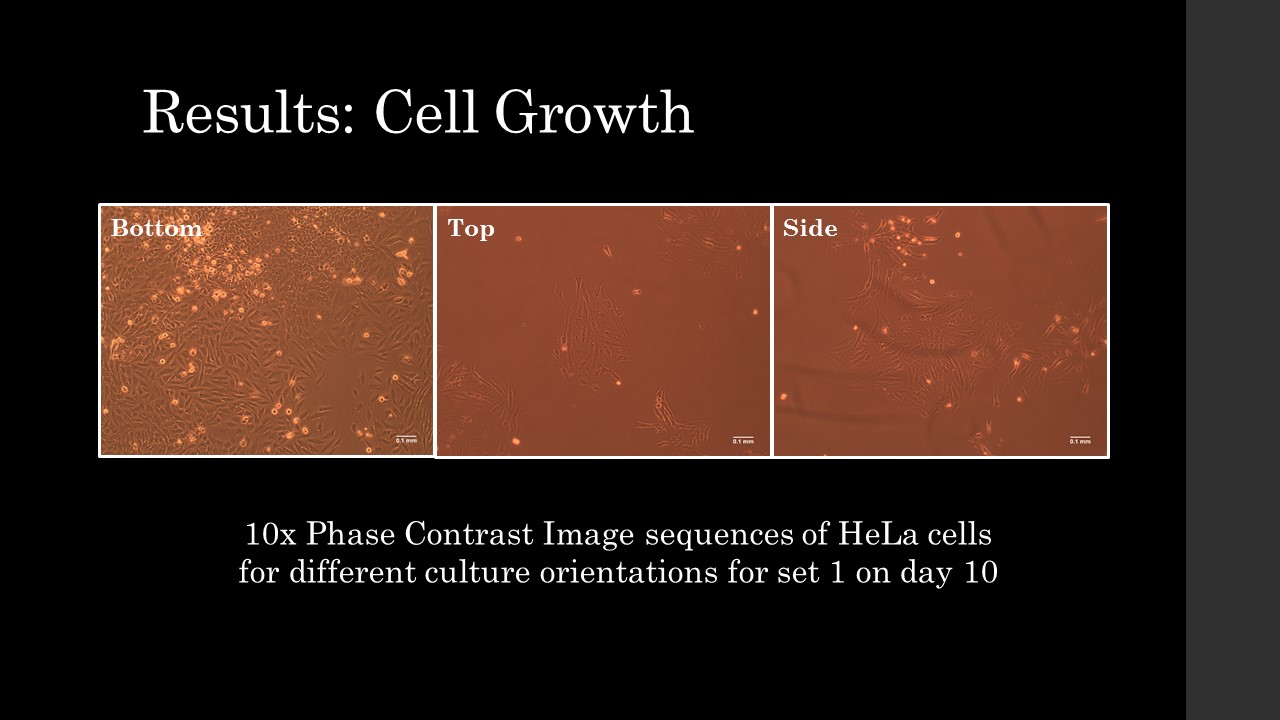 Results: Cell Growth
Bottom
Top
Side
0.1 mm
0.1 mm
0.1 mm
10x Phase Contrast Image sequences of HeLa cells
for different culture orientations for set 1 on day 10